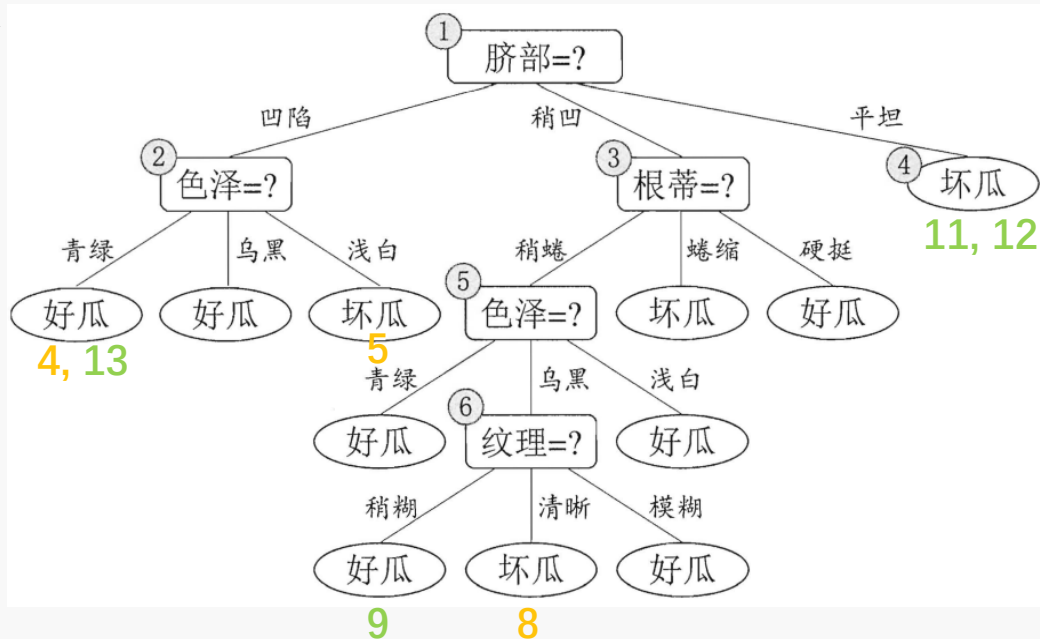 ①
脐部=?
凹陷 稍凹 平坦
② ③ ④
色泽=? 根蒂=? 坏瓜
11, 12
青绿 乌黑 浅白 稍蜷 蜷缩 硬挺
⑤
好瓜 好瓜 坏瓜 色泽=? 坏瓜 好瓜
4, 13 5
青绿 乌黑 浅白
⑥
好瓜 纹理=? 好瓜
稍糊 清晰 模糊
好瓜 坏瓜 好瓜
9 8